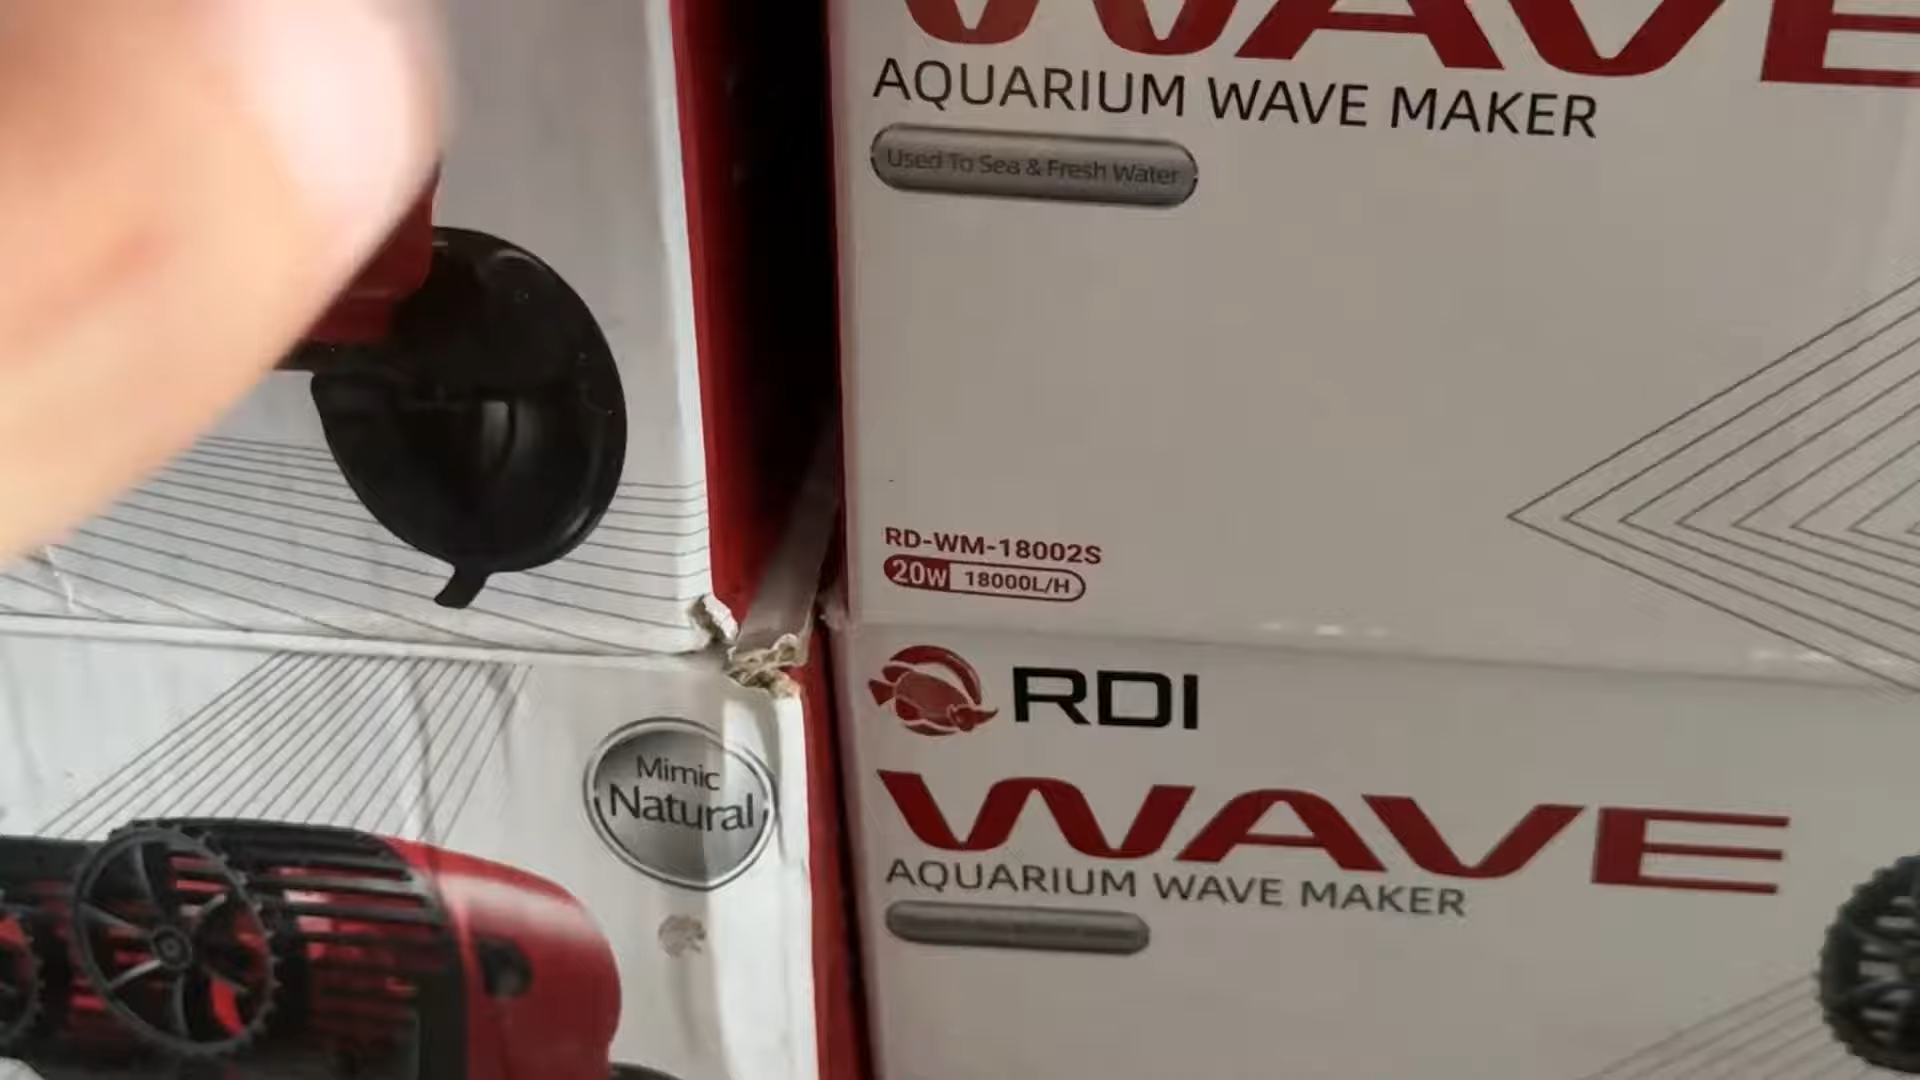 WAVE
AQUARIUM WAVE MAKER
Used To Sea & Fresh Water
RD-WM-18002S
20W 18000L/H
Mimic
Natural
RDI
WAVE
AQUARIUM WAVE MAKER